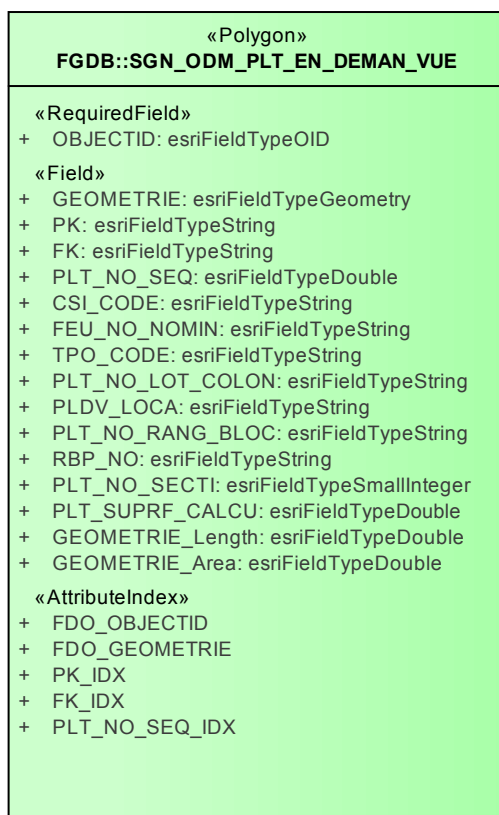 «Polygon»
FGDB::SGN_ODM_PLT_EN_DEMAN_VUE
«RequiredField»
+ OBJECTID: esriFieldTypeOID
«Field»
+ GEOMETRIE: esriFieldTypeGeometry
+ PK: esriFieldTypeString
+ FK: esriFieldTypeString
+ PLT_NO_SEQ: esriFieldTypeDouble
+ CSI_CODE: esriFieldTypeString
+ FEU_NO_NOMIN: esriFieldTypeString
+ TPO_CODE: esriFieldTypeString
+ PLT_NO_LOT_COLON: esriFieldTypeString
+ PLDV_LOCA: esriFieldTypeString
+ PLT_NO_RANG_BLOC: esriFieldTypeString
+ RBP_NO: esriFieldTypeString
+ PLT_NO_SECTI: esriFieldTypeSmallInteger
+ PLT_SUPRF_CALCU: esriFieldTypeDouble
+ GEOMETRIE_Length: esriFieldTypeDouble
+ GEOMETRIE_Area: esriFieldTypeDouble
«AttributeIndex»
+ FDO_OBJECTID
+ FDO_GEOMETRIE
+ PK_IDX
+ FK_IDX
+ PLT_NO_SEQ_IDX